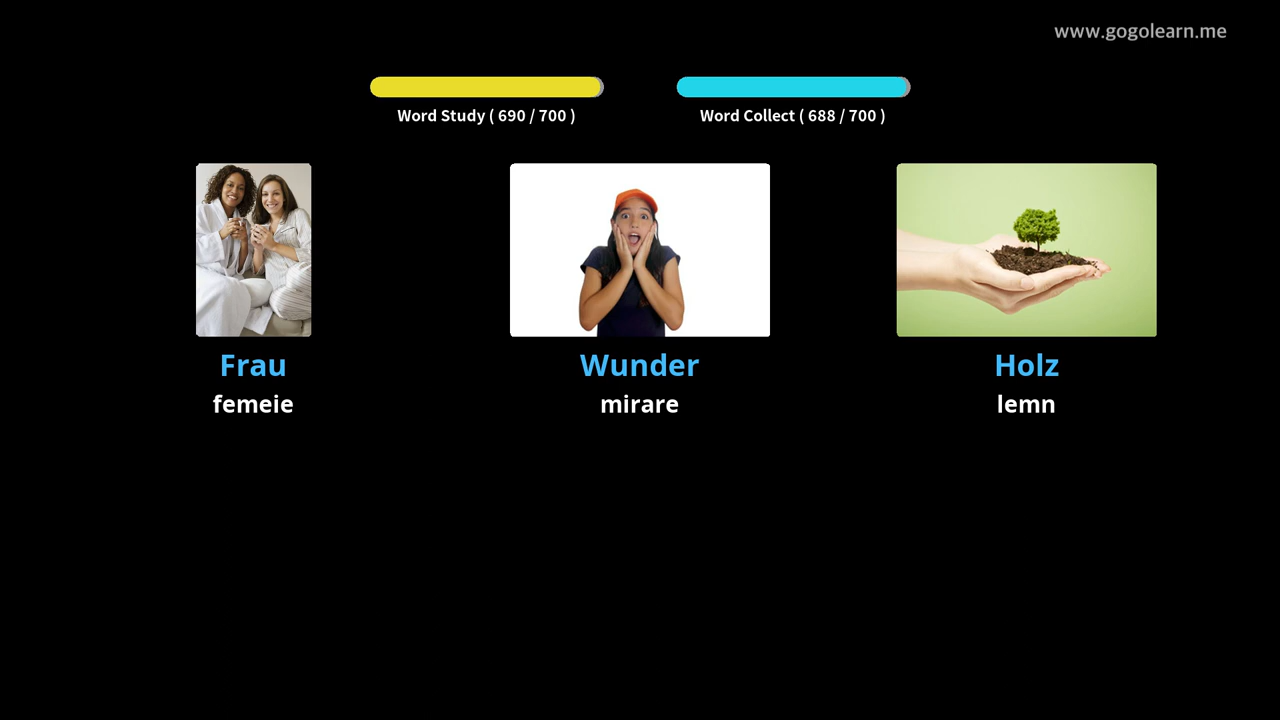 www.gogolearn.me
Word Study ( 690 / 700 )
Word Collect ( 688 / 700 )
Frau
femeie
Wunder
mirare
Holz
lemn